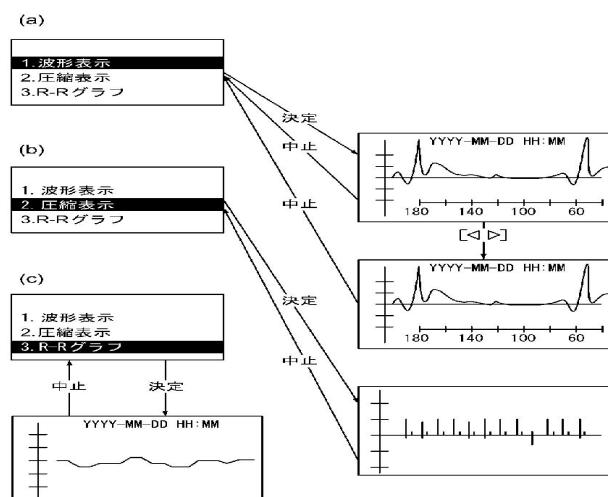 (a)
1.波形表示
2.圧縮表示
3.R-Rグラフ
決定
中止
中止
YYYY-MM-DD HH:MM
180 140 100 60
[◁ ▷]
YYYY-MM-DD HH:MM
180 140 100 60
(b)
1. 波形表示
2. 圧縮表示
3.R-Rグラフ
決定
中止
(c)
1. 波形表示
2.圧縮表示
3.R-Rグラフ
中止
決定
YYYY-MM-DD HH:MM